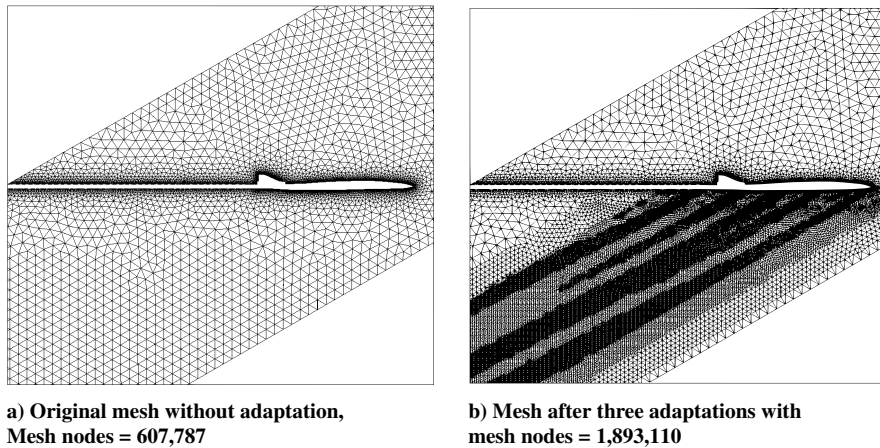 a) Original mesh without adaptation,
Mesh nodes = 607,787
b) Mesh after three adaptations with
mesh nodes = 1,893,110